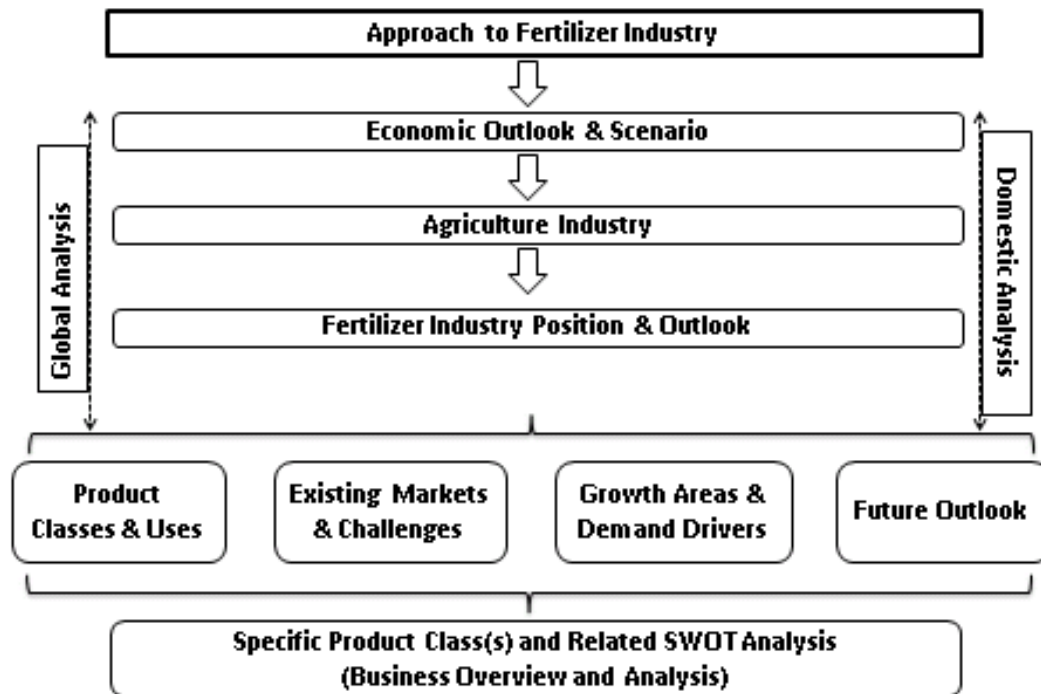 Approach to Fertilizer Industry
Economic Outlook & Scenario
Global Analysis
Domestic Analysis
Agriculture Industry
Fertilizer Industry Position & Outlook
Product
Classes & Uses
Existing Markets
& Challenges
Growth Areas &
Demand Drivers
Future Outlook
Specific Product Class(s) and Related SWOT Analysis
(Business Overview and Analysis)